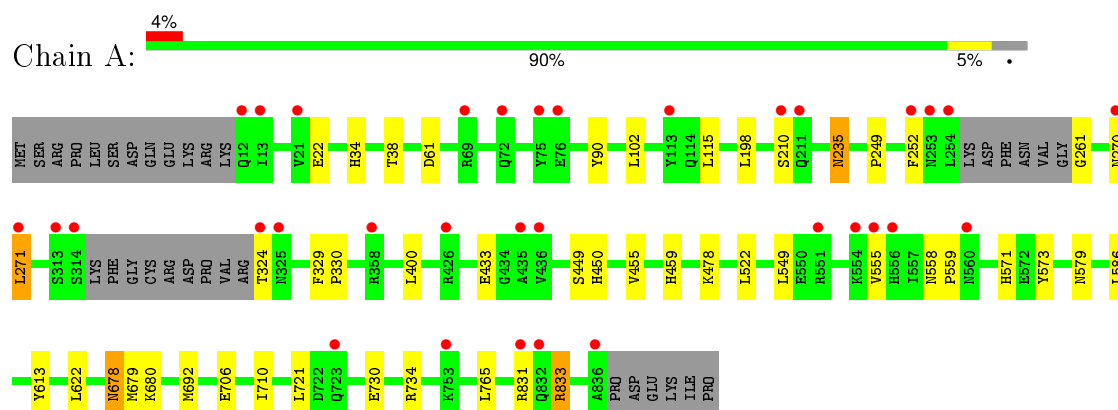 4%
Chain A:
90% 5% •
MET SER ARG PRO LEU SER ASP GLN GLU LYS ARG LYS Q12 I13 V21 E22 H34 T38 D61 R69 Q72 Y75 E76 Y90 L102 Y113 Q114 L115 L198 S210 Q211 N235 P249 F252 N253 L254 LYS ASP PHE ASN VAL GLY G261 N270
L271 S313 S314 LYS PHE GLY CYS ARG ASP PRO VAL ARG T324 N325 F329 P330 R358 L400 R426 E433 G434 A435 V436 S449 H450 V455 H459 K478 L522 L549 E550 R551 K554 V555 H556 I557 N558 P559 N560 H571 E572 Y573 N579 L586
Y613 L622 N678 M679 K680 M692 E706 I710 L721 D722 Q723 E730 R734 K753 L765 R831 Q832 R833 A836 PRO ASP GLU LYS ILE PRO